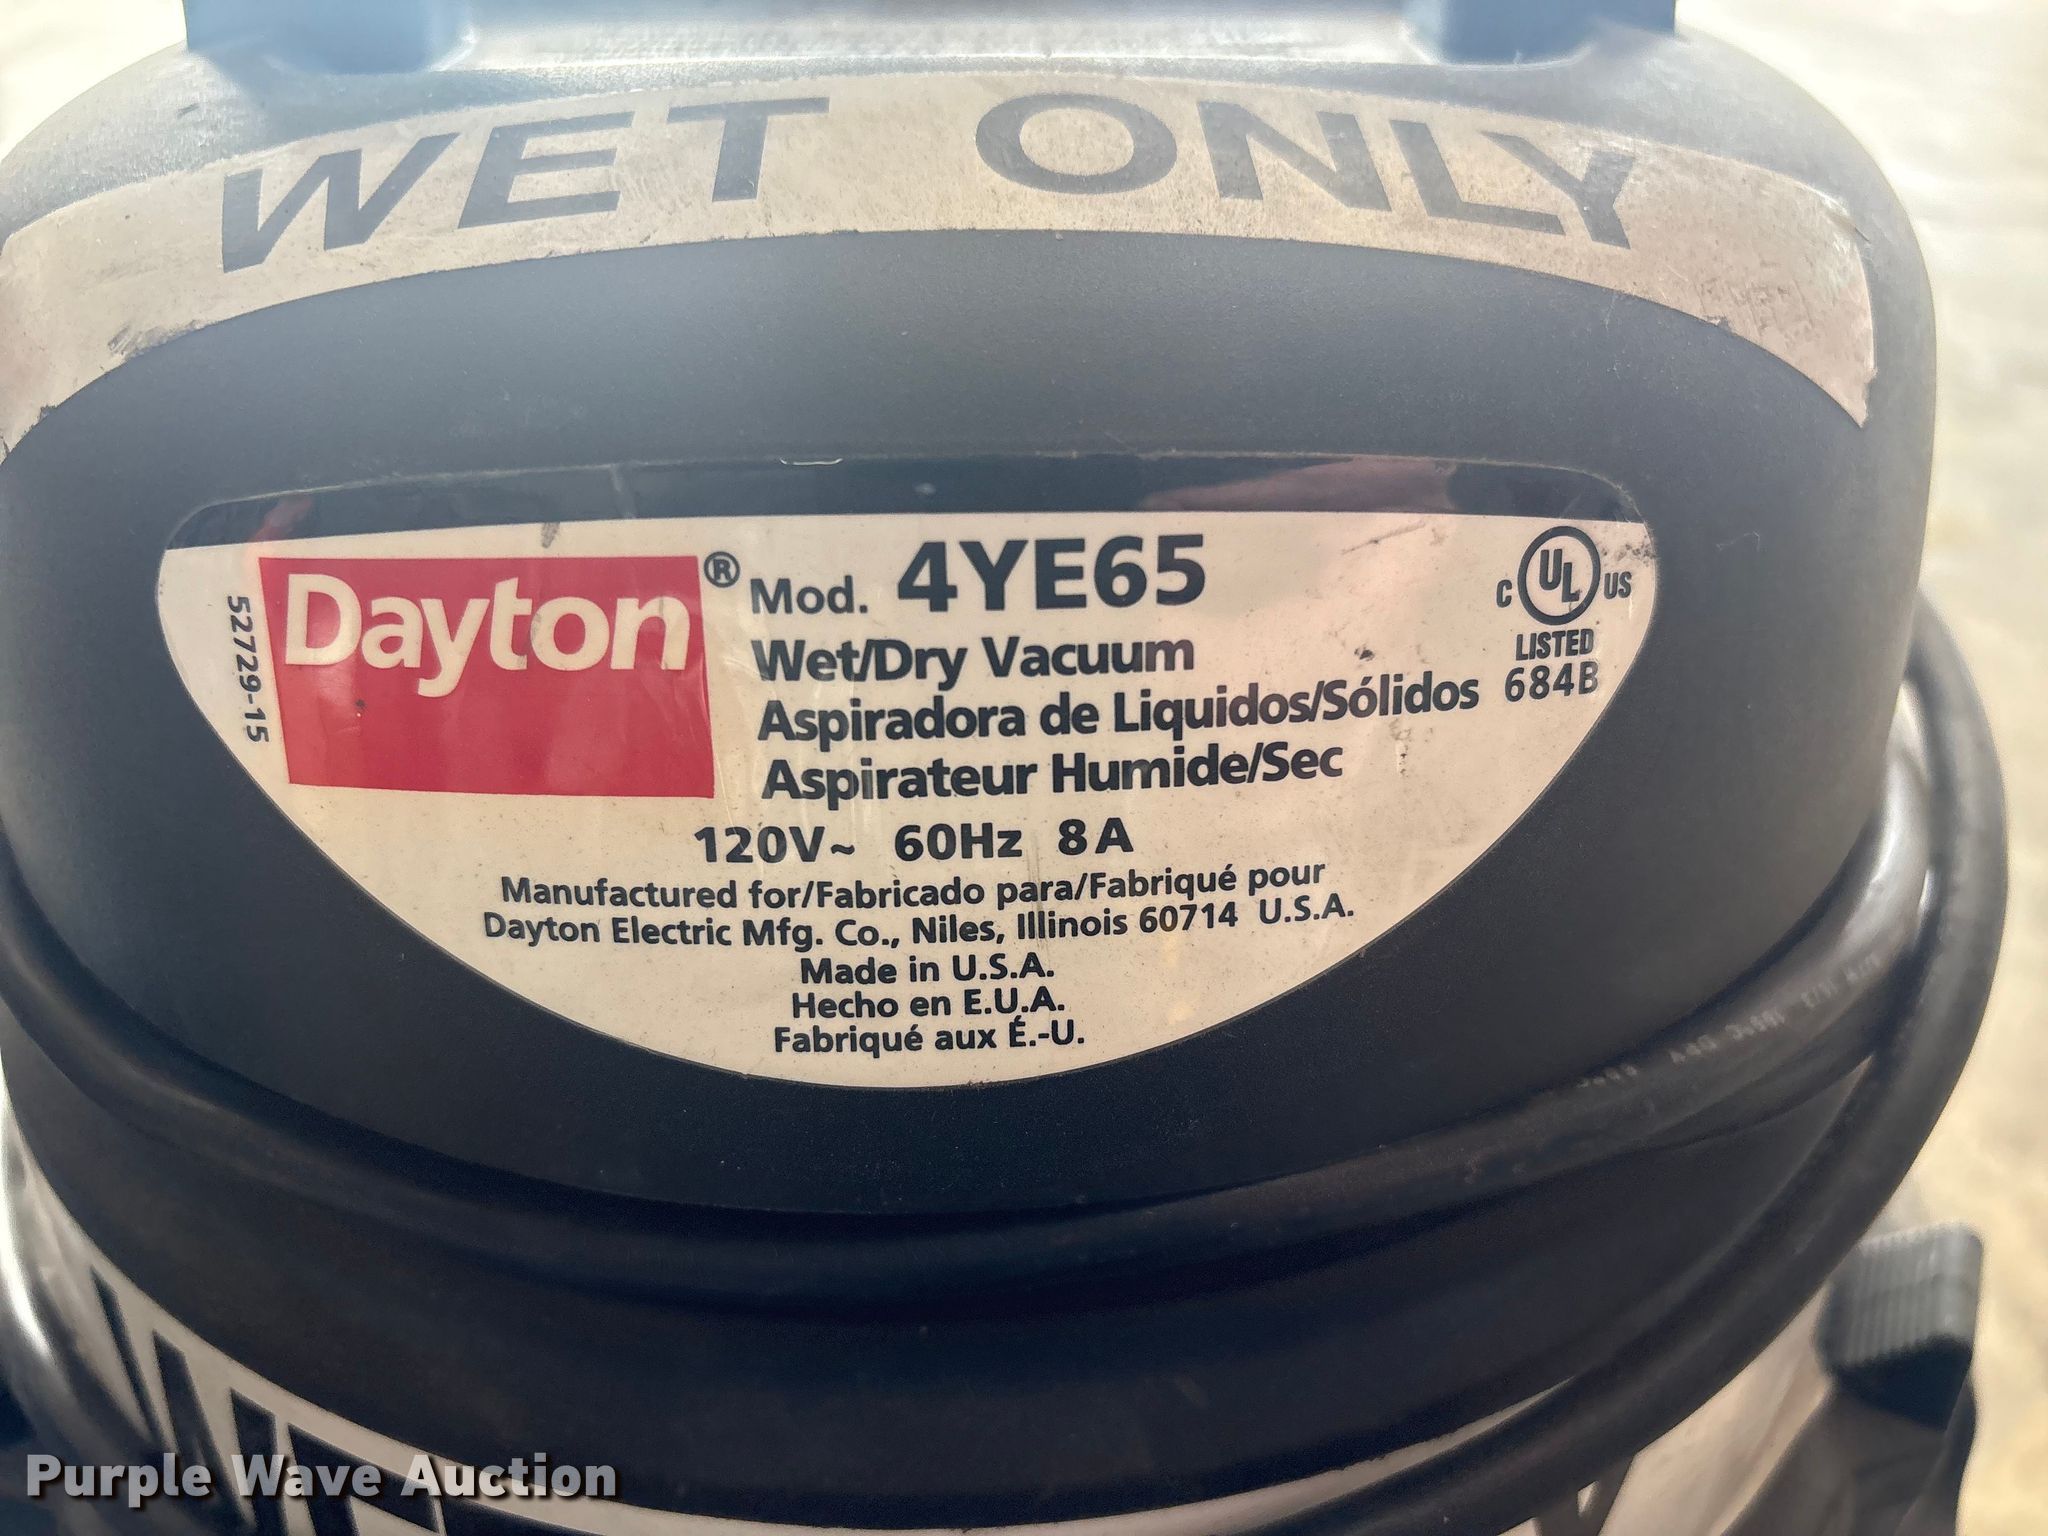 WET ONLY
52729-15
Dayton®
Mod. 4YE65
Wet/Dry Vacuum
Aspiradora de Liquidos/Sólidos
Aspirateur Humide/Sec
C UL US
LISTED
684B
120V~ 60Hz 8A
Manufactured for/Fabricado para/Fabriqué pour
Dayton Electric Mfg. Co., Niles, Illinois 60714 U.S.A.
Made in U.S.A.
Hecho en E.U.A.
Fabriqué aux É.-U.
Purple Wave Auction